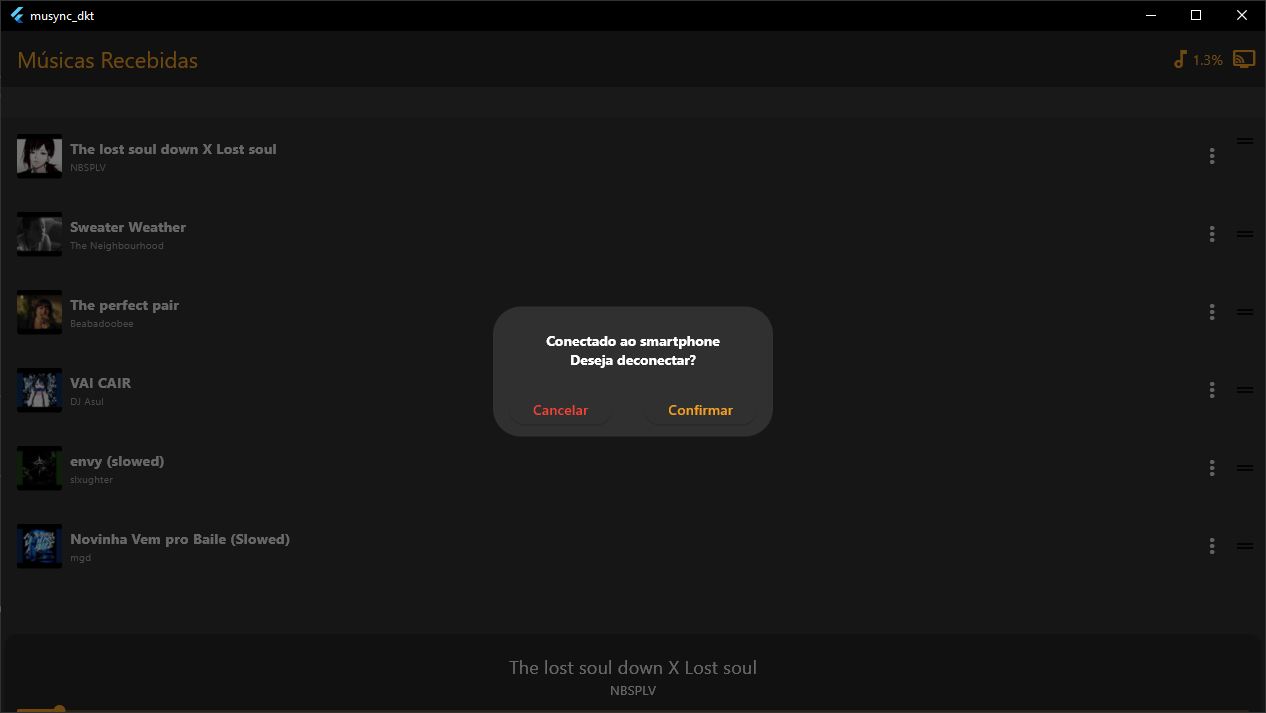 musync_dkt
Músicas Recebidas
1.3%
The lost soul down X Lost soul
NBSPLV
Sweater Weather
The Neighbourhood
The perfect pair
Beabadoobee
Conectado ao smartphone
Deseja deconectar?
Cancelar
Confirmar
VAI CAIR
DJ Asul
envy (slowed)
slxughter
Novinha Vem pro Baile (Slowed)
mgd
The lost soul down X Lost soul
NBSPLV